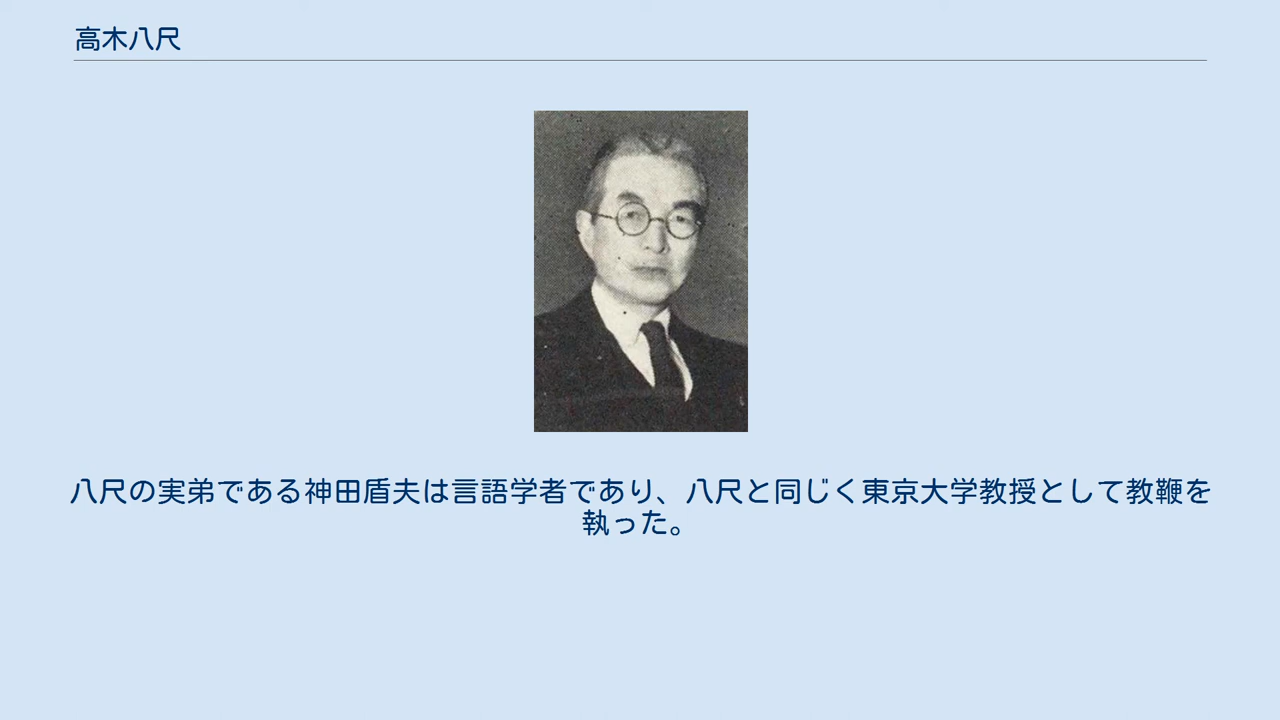 高木八尺
八尺の実弟である神田盾夫は言語学者であり、八尺と同じく東京大学教授として教鞭を
執った。